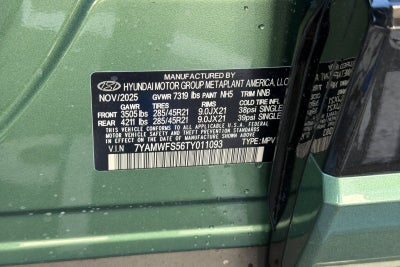 MANUFACTURED BY
HYUNDAI MOTOR GROUP METAPLANT AMERICA, LLC
NOV/2025 GVWR 7319 lbs PAINT NH5 TRIM NNB
GAWR TIRES RIMS COLD TIRE INF.
FRONT 3505 lbs 285/45R21 9.0JX21 38psi SINGLE
REAR 4211 lbs 285/45R21 9.0JX21 39psi SINGLE
THIS VEHICLE CONFORMS TO ALL APPLICABLE U.S.
FEDERAL MOTOR VEHICLE SAFETY, BUMPER
AND THEFT PREVENTION STANDARDS IN EFFECT
ON THE DATE OF MANUFACTURE SHOWN ABOVE.
VIN 7YAMWFS56TY011093 TYPE:MPV